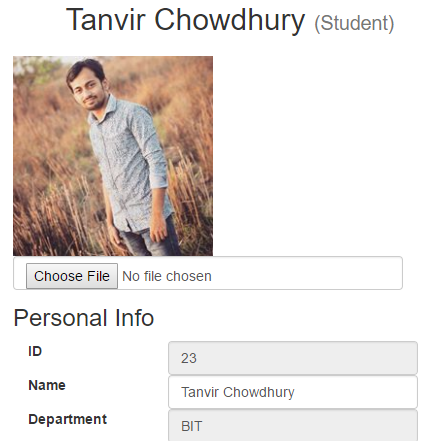 Tanvir Chowdhury (Student)
Choose File No file chosen
Personal Info
ID 23
Name Tanvir Chowdhury
Department BIT